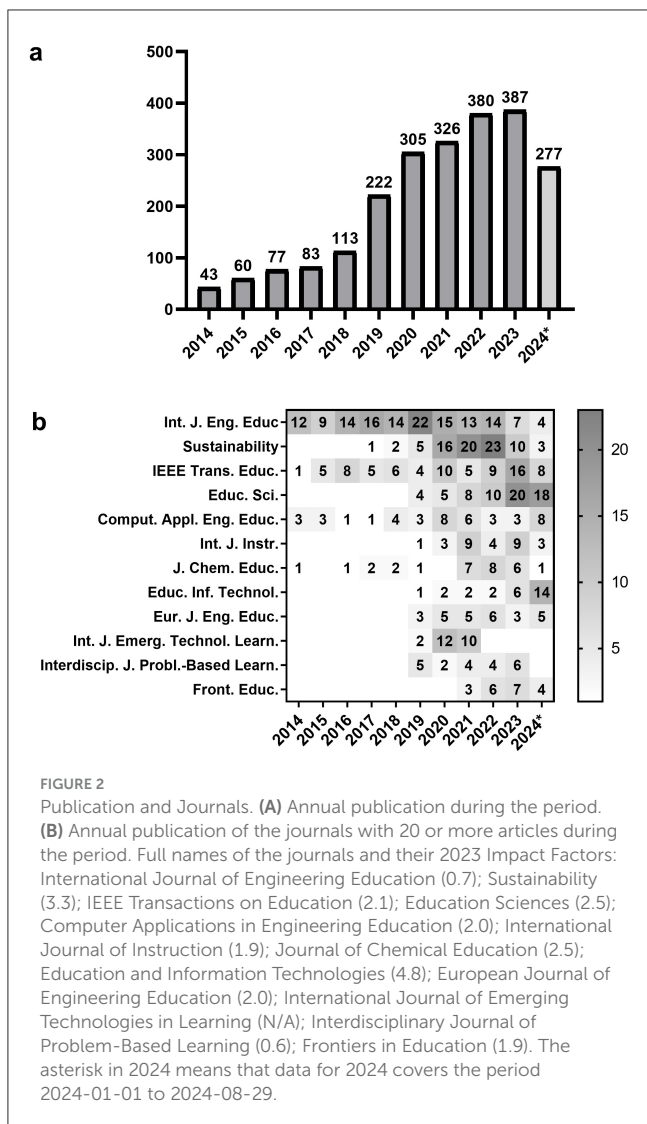 a
500
400
300
200
100
0
43
60
77
83
113
222
305
326
380
387
277
2014
2015
2016
2017
2018
2019
2020
2021
2022
2023
2024*
b
Int. J. Eng. Educ 12 9 14 16 14 22 15 13 14 7 4
Sustainability 1 2 5 16 20 23 10 3
IEEE Trans. Educ. 1 5 8 5 6 4 10 5 9 16 8
Educ. Sci. 4 5 8 10 20 18
Comput. Appl. Eng. Educ. 3 3 1 1 4 3 8 6 3 3 8
Int. J. Instr. 1 3 9 4 9 3
J. Chem. Educ. 1 1 2 2 1 7 8 6 1
Educ. Inf. Technol. 1 2 2 2 6 14
Eur. J. Eng. Educ. 3 5 5 6 3 5
Int. J. Emerg. Technol. Learn. 2 12 10
Interdiscip. J. Probl.-Based Learn. 5 2 4 4 6
Front. Educ. 3 6 7 4
2014
2015
2016
2017
2018
2019
2020
2021
2022
2023
2024*
20
15
10
5
FIGURE 2
Publication and Journals. (A) Annual publication during the period.
(B) Annual publication of the journals with 20 or more articles during
the period. Full names of the journals and their 2023 Impact Factors:
International Journal of Engineering Education (0.7); Sustainability
(3.3); IEEE Transactions on Education (2.1); Education Sciences (2.5);
Computer Applications in Engineering Education (2.0); International
Journal of Instruction (1.9); Journal of Chemical Education (2.5);
Education and Information Technologies (4.8); European Journal of
Engineering Education (2.0); International Journal of Emerging
Technologies in Learning (N/A); Interdisciplinary Journal of
Problem-Based Learning (0.6); Frontiers in Education (1.9). The
asterisk in 2024 means that data for 2024 covers the period
2024-01-01 to 2024-08-29.